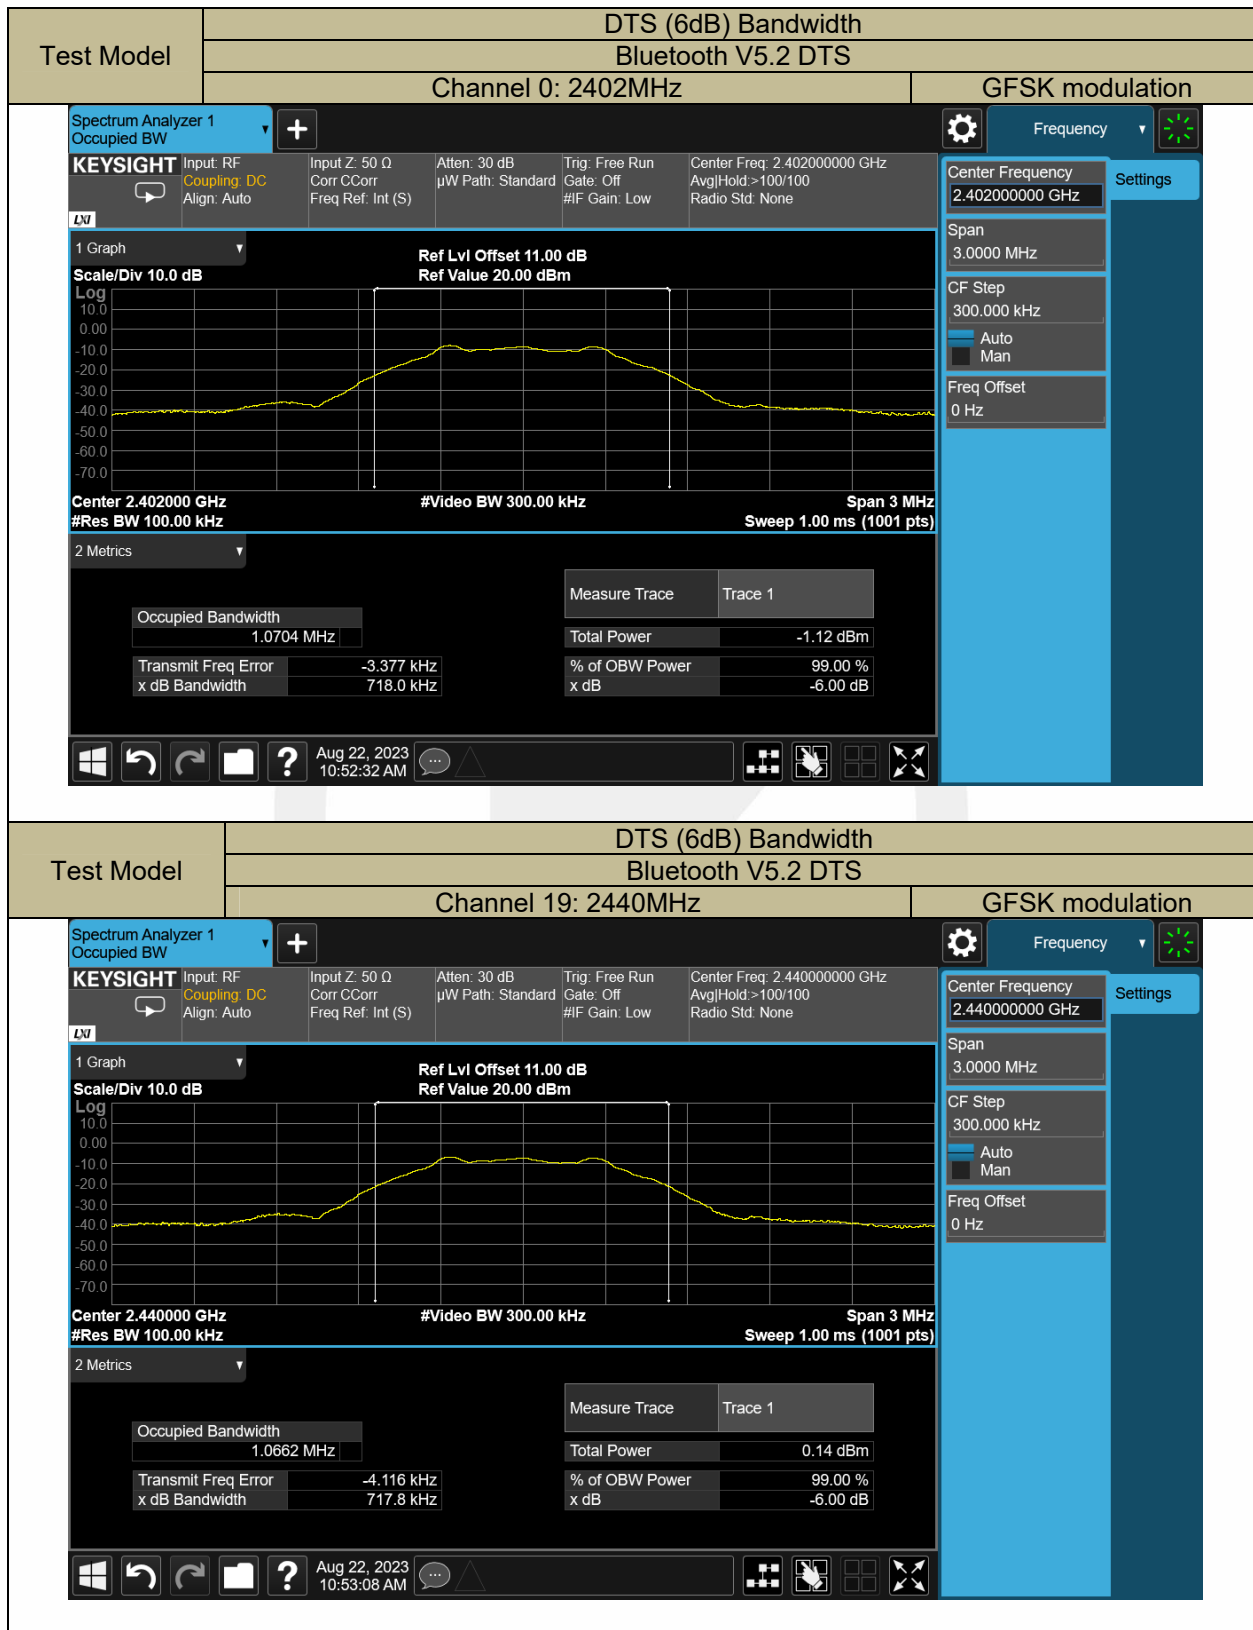 Test Model
DTS (6dB) Bandwidth
Bluetooth V5.2 DTS
Channel 0: 2402MHz
GFSK modulation
Spectrum Analyzer 1
Occupied BW
Frequency
KEYSIGHT
LXI
Input: RF
Coupling: DC
Align: Auto
Input Z: 50 Ω
Corr CCorr
Freq Ref: Int (S)
Atten: 30 dB
µW Path: Standard
Trig: Free Run
Gate: Off
#IF Gain: Low
Center Freq: 2.402000000 GHz
Avg|Hold:>100/100
Radio Std: None
Center Frequency
2.402000000 GHz
Settings
Span
3.0000 MHz
CF Step
300.000 kHz
Auto
Man
Freq Offset
0 Hz
1 Graph
Scale/Div 10.0 dB
Ref Lvl Offset 11.00 dB
Ref Value 20.00 dBm
Log
10.0
0.00
-10.0
-20.0
-30.0
-40.0
-50.0
-60.0
-70.0
Center 2.402000 GHz
#Video BW 300.00 kHz
Span 3 MHz
#Res BW 100.00 kHz
Sweep 1.00 ms (1001 pts)
2 Metrics
Measure Trace Trace 1
Occupied Bandwidth
1.0704 MHz
Total Power -1.12 dBm
Transmit Freq Error -3.377 kHz
% of OBW Power 99.00 %
x dB Bandwidth 718.0 kHz
x dB -6.00 dB
?
Aug 22, 2023
10:52:32 AM
Test Model
DTS (6dB) Bandwidth
Bluetooth V5.2 DTS
Channel 19: 2440MHz
GFSK modulation
Spectrum Analyzer 1
Occupied BW
Frequency
KEYSIGHT
LXI
Input: RF
Coupling: DC
Align: Auto
Input Z: 50 Ω
Corr CCorr
Freq Ref: Int (S)
Atten: 30 dB
µW Path: Standard
Trig: Free Run
Gate: Off
#IF Gain: Low
Center Freq: 2.440000000 GHz
Avg|Hold:>100/100
Radio Std: None
Center Frequency
2.440000000 GHz
Settings
Span
3.0000 MHz
CF Step
300.000 kHz
Auto
Man
Freq Offset
0 Hz
1 Graph
Scale/Div 10.0 dB
Ref Lvl Offset 11.00 dB
Ref Value 20.00 dBm
Log
10.0
0.00
-10.0
-20.0
-30.0
-40.0
-50.0
-60.0
-70.0
Center 2.440000 GHz
#Video BW 300.00 kHz
Span 3 MHz
#Res BW 100.00 kHz
Sweep 1.00 ms (1001 pts)
2 Metrics
Measure Trace Trace 1
Occupied Bandwidth
1.0662 MHz
Total Power 0.14 dBm
Transmit Freq Error -4.116 kHz
% of OBW Power 99.00 %
x dB Bandwidth 717.8 kHz
x dB -6.00 dB
?
Aug 22, 2023
10:53:08 AM